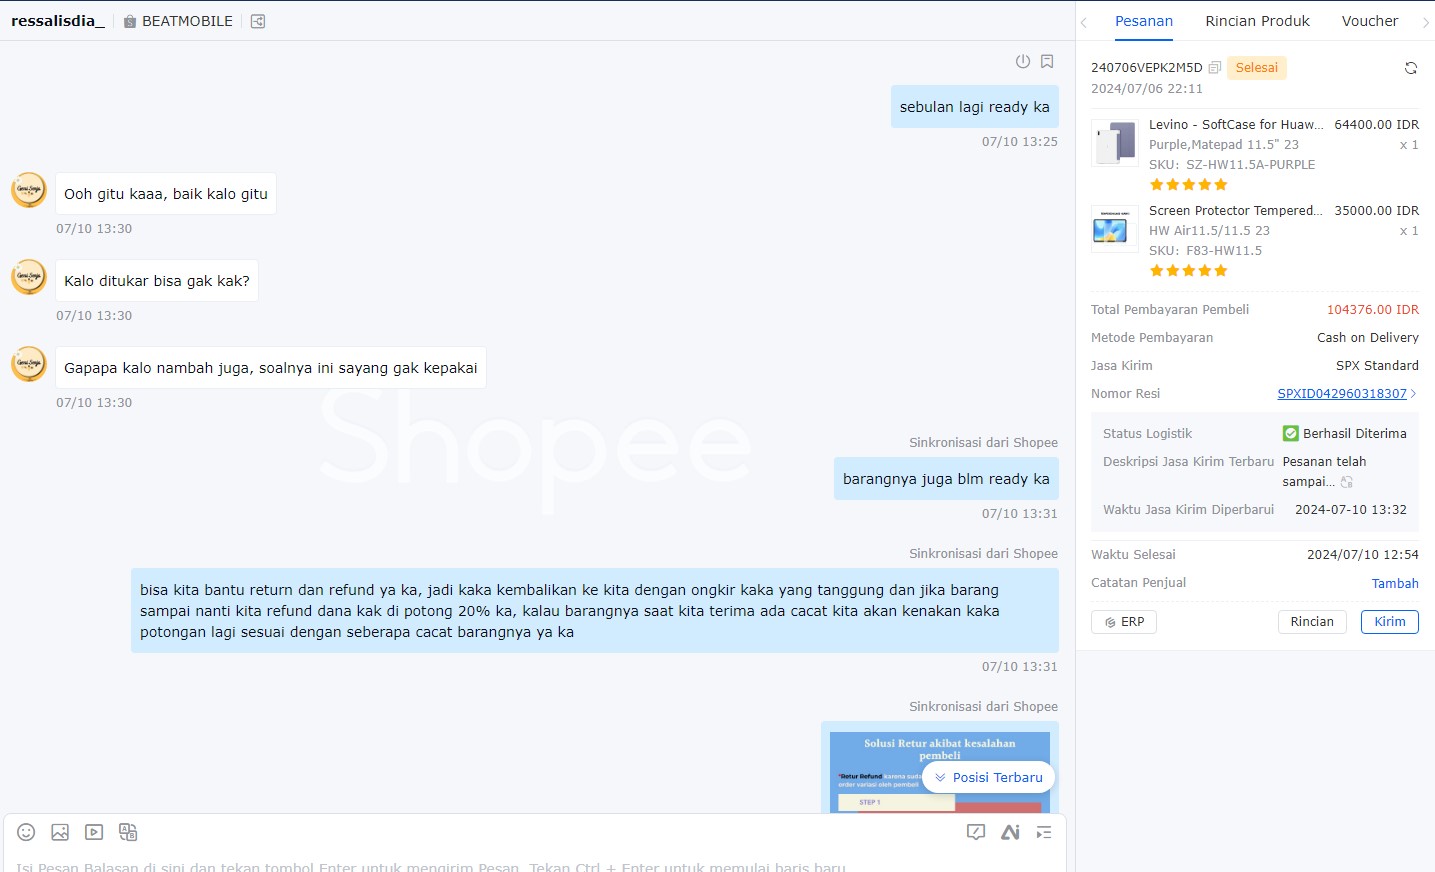 ressalisdia_
BEATMOBILE
sebulan lagi ready ka
07/10 13:25
Ooh gitu kaaa, baik kalo gitu
07/10 13:30
Kalo ditukar bisa gak kak?
07/10 13:30
Gapapa kalo nambah juga, soalnya ini sayang gak kepakai
07/10 13:30
Shopee
Sinkronisasi dari Shopee
barangnya juga blm ready ka
07/10 13:31
Sinkronisasi dari Shopee
bisa kita bantu return dan refund ya ka, jadi kaka kembalikan ke kita dengan ongkir kaka yang tanggung dan jika barang
sampai nanti kita refund dana kak di potong 20% ka, kalau barangnya saat kita terima ada cacat kita akan kenakan kaka
potongan lagi sesuai dengan seberapa cacat barangnya ya ka
07/10 13:31
Sinkronisasi dari Shopee
Solusi Retur akibat kesalahan
pembeli
*Retur Refund karena
order variasi oleh pembeli
STEP 1
Posisi Terbaru
Isi Pesan Balasan di sini dan tekan tombol Enter untuk mengirim Pesan. Tekan Ctrl + Enter untuk memulai baris baru
Pesanan
Rincian Produk
Voucher
240706VEPK2M5D
Selesai
2024/07/06 22:11
Levino - SoftCase for Huaw... 64400.00 IDR
Purple,Matepad 11.5" 23 x 1
SKU: SZ-HW11.5A-PURPLE
Screen Protector Tempered... 35000.00 IDR
HW Air11.5/11.5 23 x 1
SKU: F83-HW11.5
Total Pembayaran Pembeli 104376.00 IDR
Metode Pembayaran Cash on Delivery
Jasa Kirim SPX Standard
Nomor Resi SPXID042960318307
Status Logistik Berhasil Diterima
Deskripsi Jasa Kirim Terbaru Pesanan telah
sampai...
Waktu Jasa Kirim Diperbarui 2024-07-10 13:32
Waktu Selesai 2024/07/10 12:54
Catatan Penjual Tambah
ERP
Rincian
Kirim